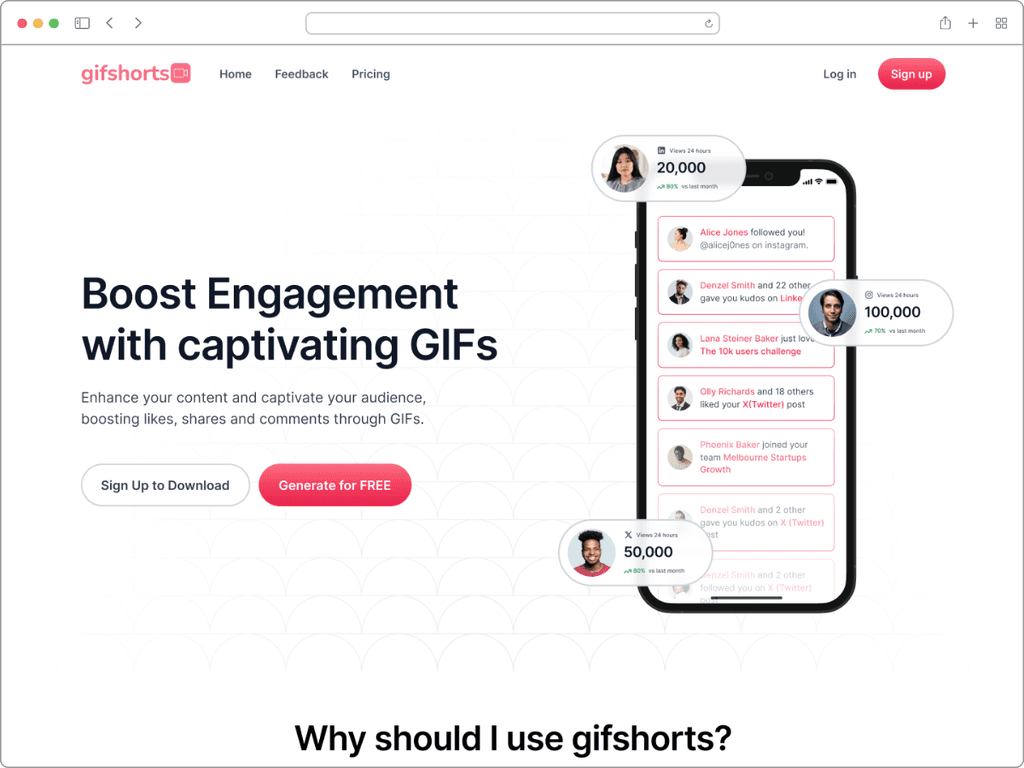 gifshorts
Home
Feedback
Pricing
Log in
Sign up
Boost Engagement
with captivating GIFs
Enhance your content and captivate your audience,
boosting likes, shares and comments through GIFs.
Sign Up to Download
Generate for FREE
Views 24 hours
20,000
80% vs last month
Alice Jones followed you!
@alicej0nes on instagram.
Denzel Smith and 22 other
gave you kudos on Linke
Views 24 hours
100,000
70% vs last month
Lana Steiner Baker just love
The 10k users challenge
Olly Richards and 18 others
liked your X(Twitter) post
Phoenix Baker joined your
team Melbourne Startups
Growth
Denzel Smith and 2 other
gave you kudos on X (Twitter)
post
X Views 24 hours
50,000
80% vs last month
Denzel Smith and 2 other
followed you on X (Twitter)
post
Why should I use gifshorts?